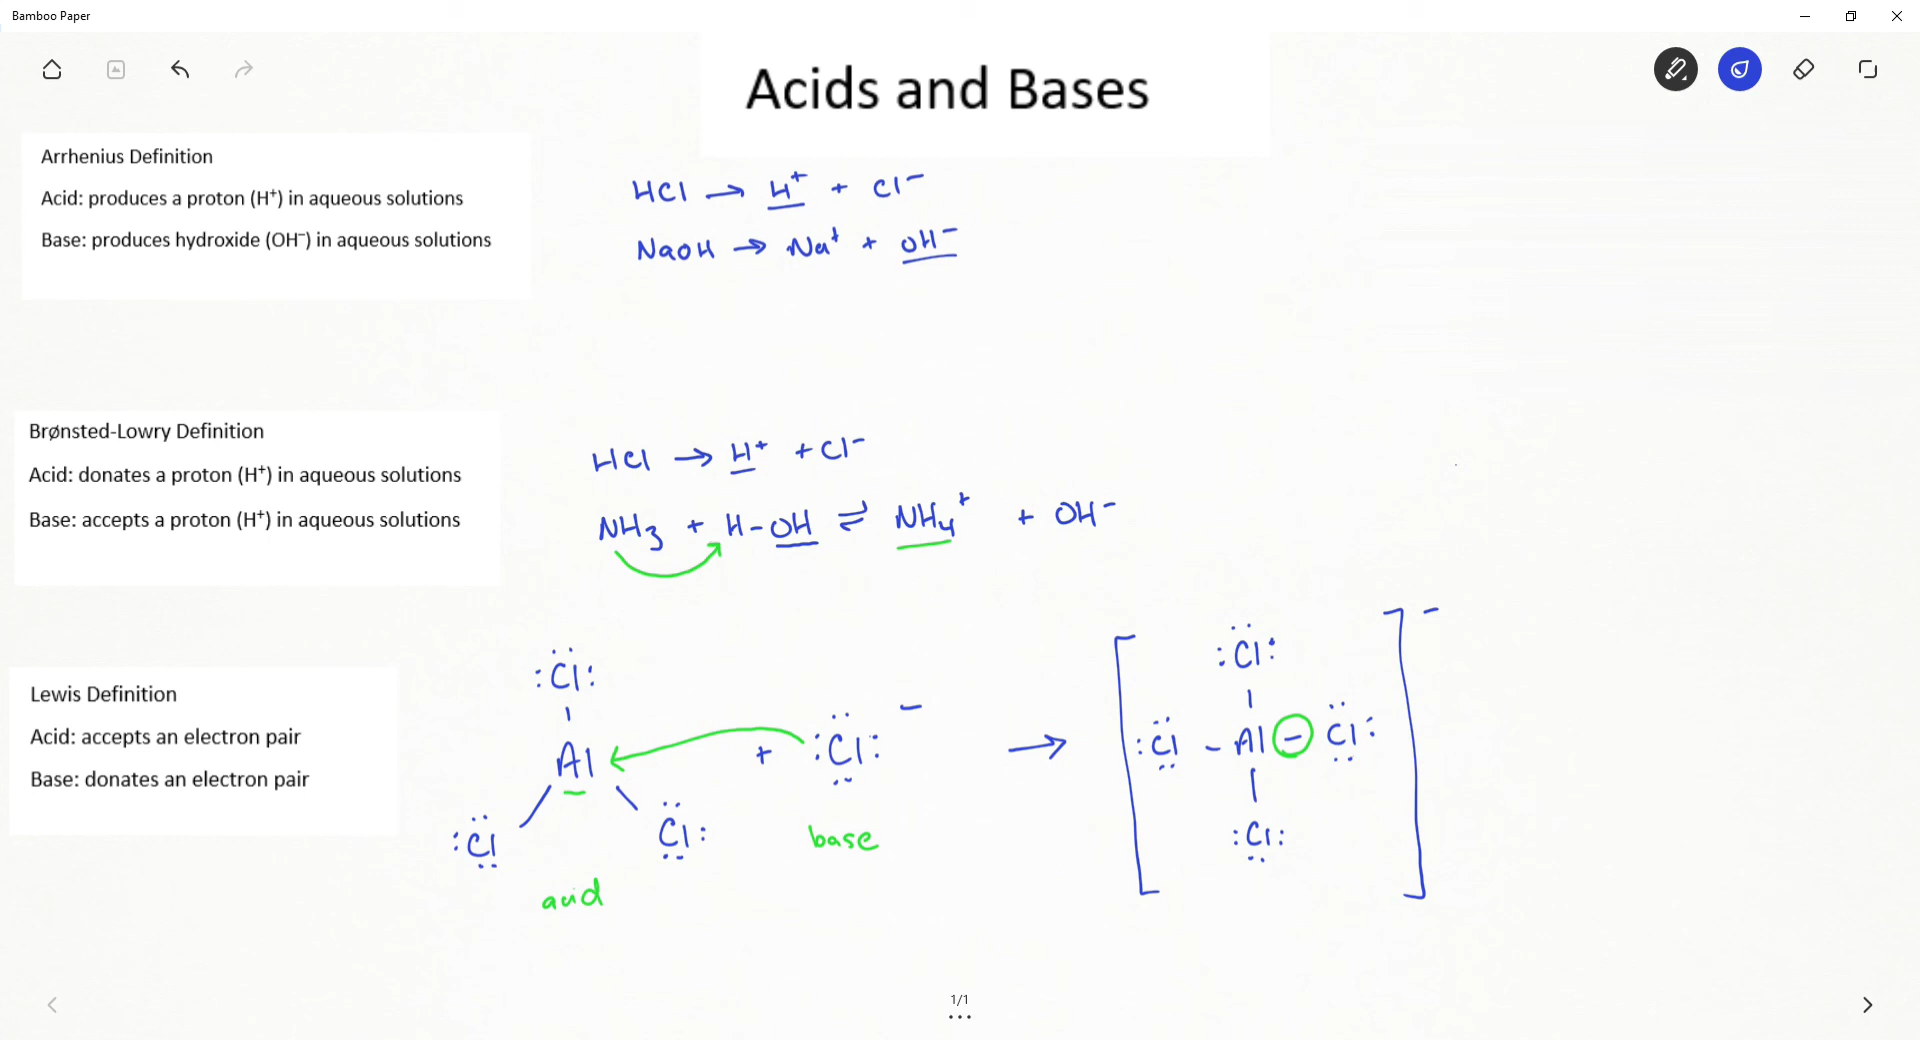 Bamboo Paper
Acids and Bases
Arrhenius Definition
Acid: produces a proton (H⁺) in aqueous solutions
Base: produces hydroxide (OH⁻) in aqueous solutions
HCl → H⁺ + Cl⁻
NaOH → Na⁺ + OH⁻
Brønsted-Lowry Definition
Acid: donates a proton (H⁺) in aqueous solutions
Base: accepts a proton (H⁺) in aqueous solutions
HCl → H⁺ + Cl⁻
NH₃ + H-OH ⇌ NH₄⁺ + OH⁻
Lewis Definition
Acid: accepts an electron pair
Base: donates an electron pair
:Cl:
Al
:Cl
Cl:
acid
+ :Cl: ⁻
base
→
[
:Cl:
:Cl - Al - Cl:
:Cl:
]⁻
1/1